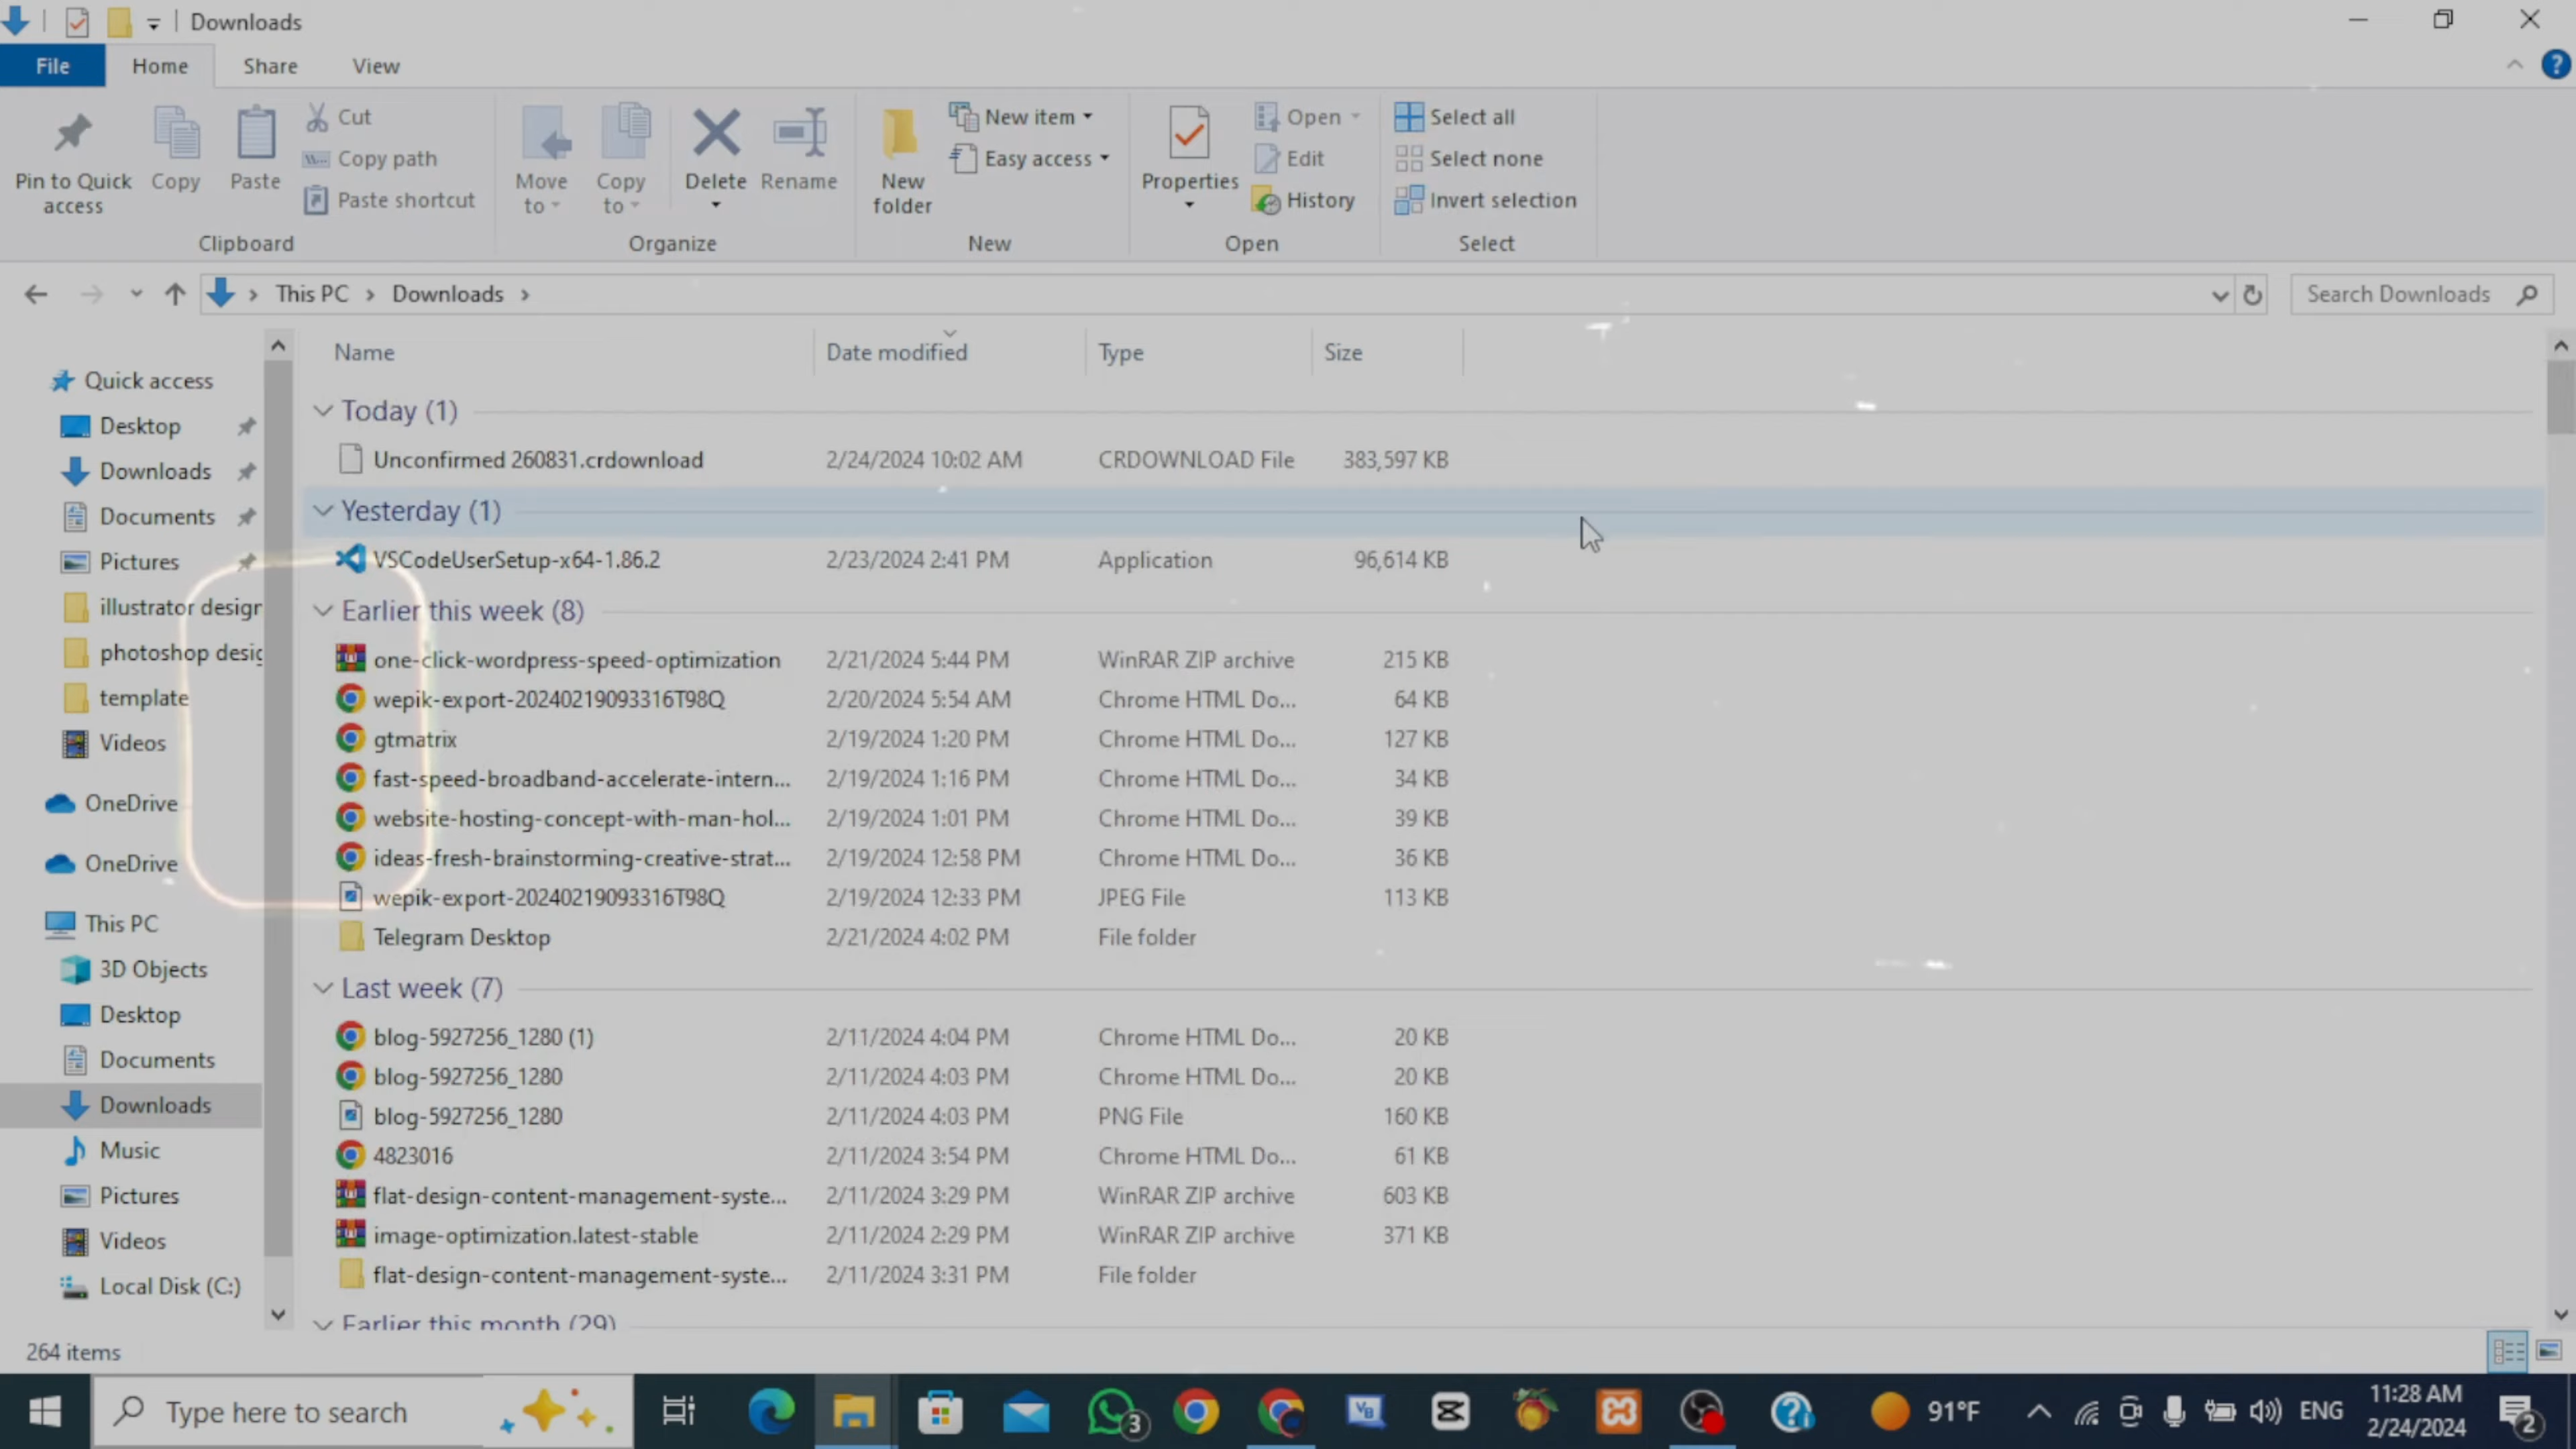 Downloads
File Home Share View
Pin to Quick access
Copy
Paste
Cut
Copy path
Paste shortcut
Clipboard
Move to
Copy to
Delete
Rename
Organize
New folder
New item
Easy access
New
Properties
Open
Edit
History
Open
Select all
Select none
Invert selection
Select
This PC > Downloads >
Search Downloads
Quick access
Desktop
Downloads
Documents
Pictures
illustrator design
photoshop desig
template
Videos
OneDrive
OneDrive
This PC
3D Objects
Desktop
Documents
Downloads
Music
Pictures
Videos
Local Disk (C:)
Name Date modified Type Size
Today (1)
Unconfirmed 260831.crdownload 2/24/2024 10:02 AM CRDOWNLOAD File 383,597 KB
Yesterday (1)
VSCodeUserSetup-x64-1.86.2 2/23/2024 2:41 PM Application 96,614 KB
Earlier this week (8)
one-click-wordpress-speed-optimization 2/21/2024 5:44 PM WinRAR ZIP archive 215 KB
wepik-export-20240219093316T98Q 2/20/2024 5:54 AM Chrome HTML Do... 64 KB
gtmatrix 2/19/2024 1:20 PM Chrome HTML Do... 127 KB
fast-speed-broadband-accelerate-intern... 2/19/2024 1:16 PM Chrome HTML Do... 34 KB
website-hosting-concept-with-man-hol... 2/19/2024 1:01 PM Chrome HTML Do... 39 KB
ideas-fresh-brainstorming-creative-strat... 2/19/2024 12:58 PM Chrome HTML Do... 36 KB
wepik-export-20240219093316T98Q 2/19/2024 12:33 PM JPEG File 113 KB
Telegram Desktop 2/21/2024 4:02 PM File folder
Last week (7)
blog-5927256_1280 (1) 2/11/2024 4:04 PM Chrome HTML Do... 20 KB
blog-5927256_1280 2/11/2024 4:03 PM Chrome HTML Do... 20 KB
blog-5927256_1280 2/11/2024 4:03 PM PNG File 160 KB
4823016 2/11/2024 3:54 PM Chrome HTML Do... 61 KB
flat-design-content-management-syste... 2/11/2024 3:29 PM WinRAR ZIP archive 603 KB
image-optimization.latest-stable 2/11/2024 2:29 PM WinRAR ZIP archive 371 KB
flat-design-content-management-syste... 2/11/2024 3:31 PM File folder
Earlier this month (29)
264 items
Type here to search
3
VB
91°F
ENG
11:28 AM
2/24/2024
2